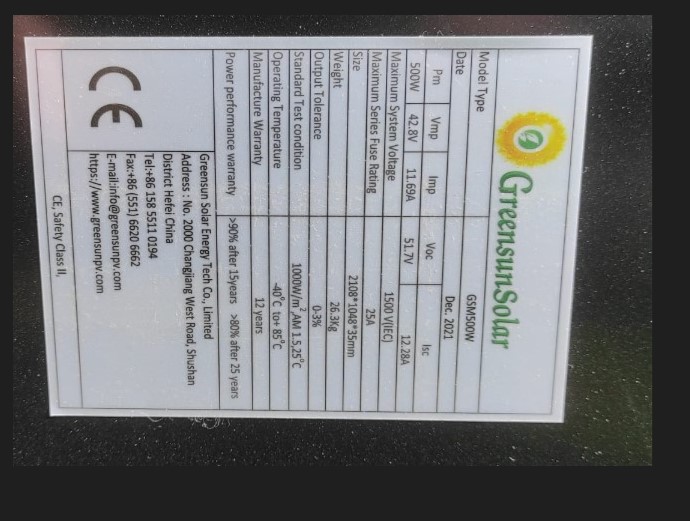 GreensunSolar
Model Type GSM500W
Date Dec. 2021
Pm Vmp Imp Voc Isc
500W 42.8V 11.69A 51.7V 12.28A
Maximum System Voltage 1500 V(IEC)
Maximum Series Fuse Rating 25A
Size 2108*1048*35mm
Weight 26.3Kg
Output Tolerance 0-3%
Standard Test condition 1000W/m²,AM 1.5,25°C
Operating Temperature -40°C to+ 85°C
Manufacture Warranty 12 years
Power performance warranty >90% after 15years >80% after 25 years
CE
Greensun Solar Energy Tech Co., Limited
Address : No. 2000 Changjiang West Road, Shushan
District Hefei China
Tel:+86 158 5511 0194
Fax:+86 (551) 6620 6662
E-mail:info@greensunpv.com
https://www.greensunpv.com
CE, Safety Class II,